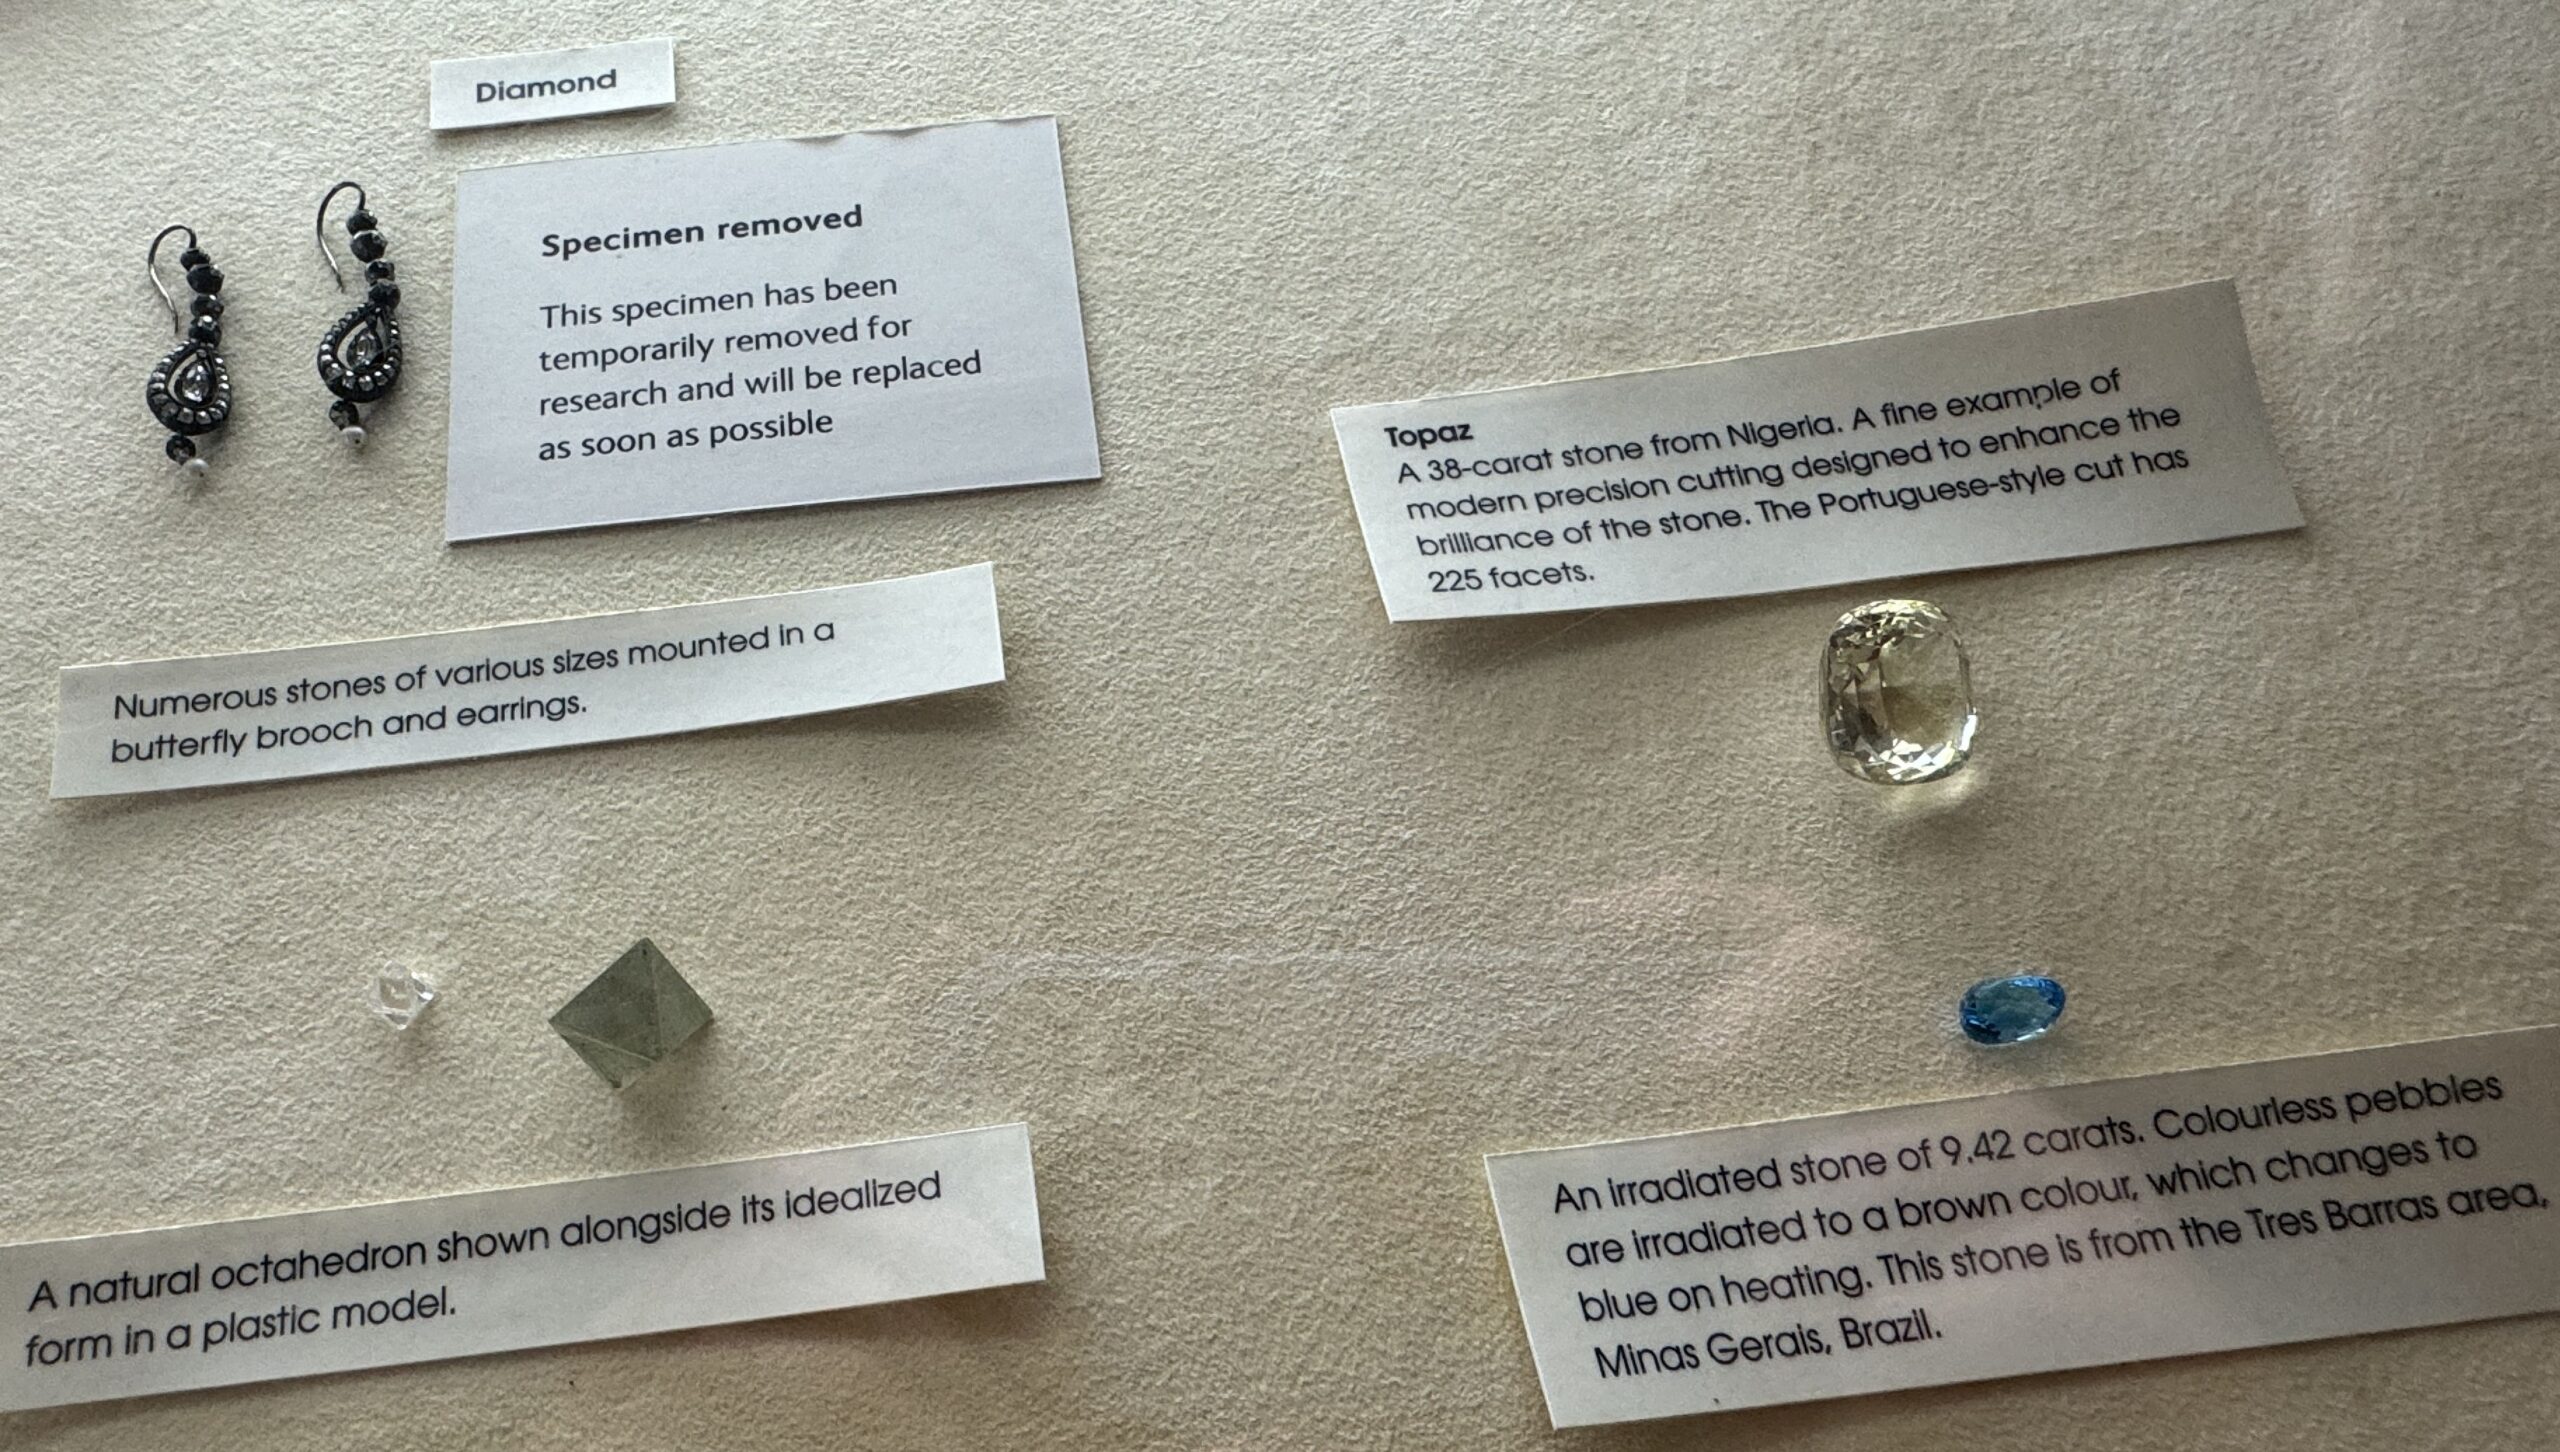 Diamond
Specimen removed
This specimen has been
temporarily removed for
research and will be replaced
as soon as possible
Numerous stones of various sizes mounted in a
butterfly brooch and earrings.
A natural octahedron shown alongside its idealized
form in a plastic model.
Topaz
A 38-carat stone from Nigeria. A fine example of
modern precision cutting designed to enhance the
brilliance of the stone. The Portuguese-style cut has
225 facets.
An irradiated stone of 9.42 carats. Colourless pebbles
are irradiated to a brown colour, which changes to
blue on heating. This stone is from the Tres Barras area,
Minas Gerais, Brazil.